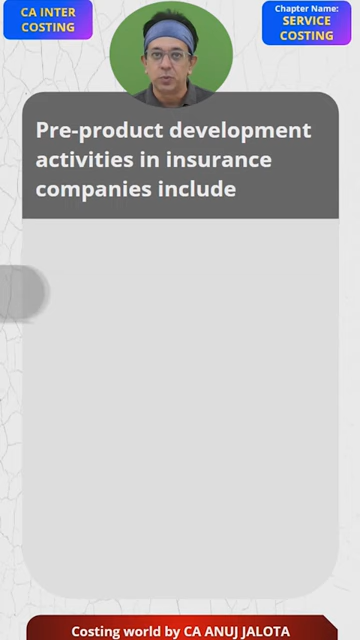 CA INTER
COSTING
Chapter Name:
SERVICE
COSTING
Pre-product development
activities in insurance
companies include
Costing world by CA ANUJ JALOTA